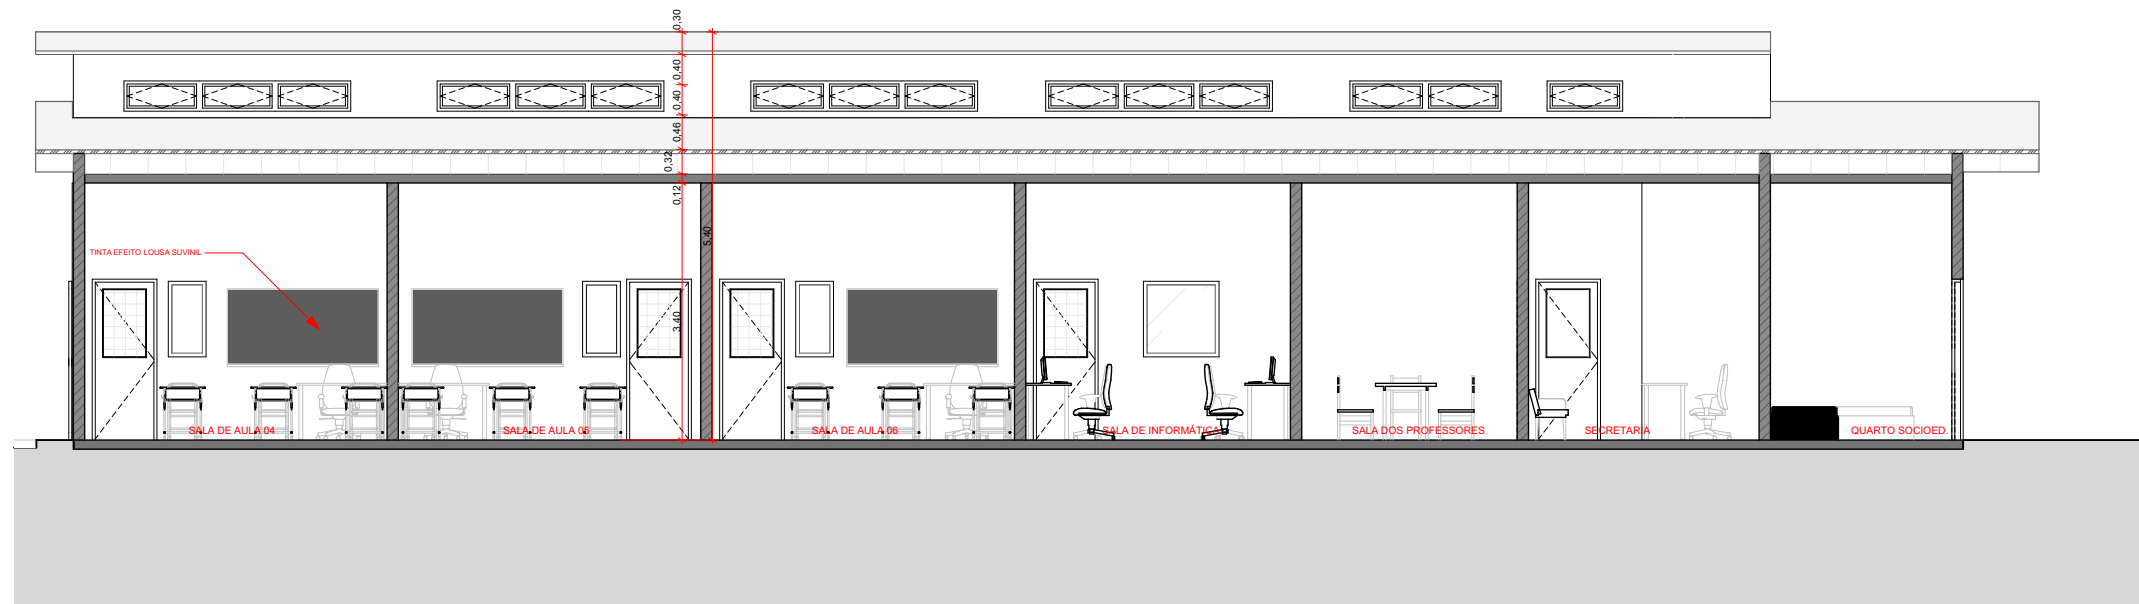 0,30
0,40
0,40
0,46
0,32
0,12
5,40
TINTA EFEITO LOUSA SUVINIL
3,40
SALA DE AULA 04
SALA DE AULA 05
SALA DE AULA 06
SALA DE INFORMÁTICA
SALA DOS PROFESSORES
SECRETARIA
QUARTO SOCIOED.